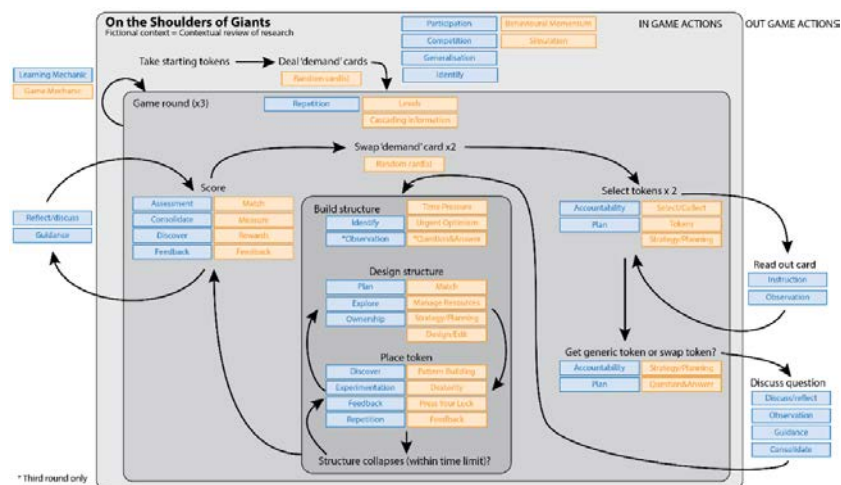 On the Shoulders of Giants
Fictional context = Contextual review of research
IN GAME ACTIONS
OUT GAME ACTIONS
Participation
Behavioural Momentum
Competition
Simulation
Generalisation
Identify
Take starting tokens
Deal 'demand' cards
Random card(s)
Learning Mechanic
Game Mechanic
Game round (x3)
Repetition
Levels
Cascading Information
Swap 'demand' card x2
Random card(s)
Score
Assessment
Match
Consolidate
Measure
Discover
Rewards
Feedback
Feedback
Reflect/discuss
Guidance
Build structure
Time Pressure
Identify
Urgent Optimism
*Observation
*Question&Answer
Design structure
Plan
Match
Explore
Manage Resources
Ownership
Strategy/Planning
Design/Edit
Place token
Discover
Pattern Building
Experimentation
Dexterity
Feedback
Press Your Luck
Repetition
Feedback
Structure collapses (within time limit)?
Select tokens x 2
Accountability
Select/Collect
Plan
Tokens
Strategy/Planning
Read out card
Instruction
Observation
Get generic token or swap token?
Accountability
Strategy/Planning
Plan
Question&Answer
Discuss question
Discuss/reflect
Observation
Guidance
Consolidate
* Third round only